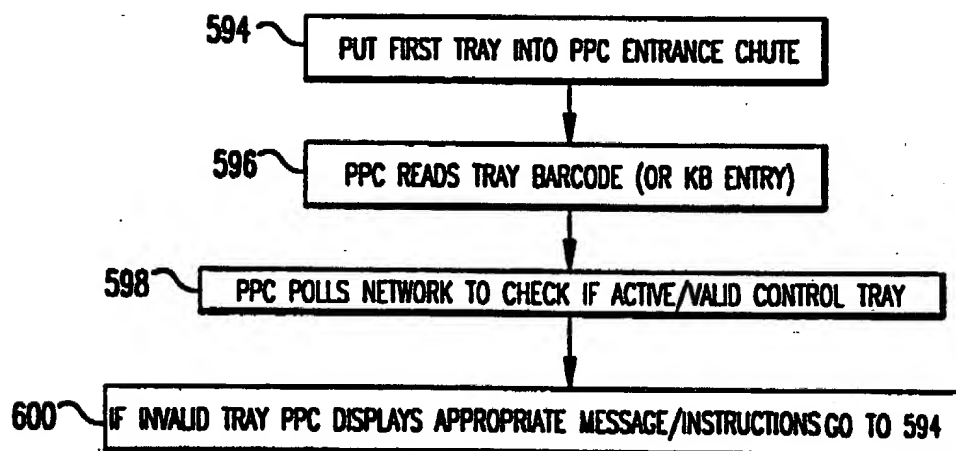 594 PUT FIRST TRAY INTO PPC ENTRANCE CHUTE
596 PPC READS TRAY BARCODE (OR KB ENTRY)
598 PPC POLLS NETWORK TO CHECK IF ACTIVE/VALID CONTROL TRAY
600 IF INVALID TRAY PPC DISPLAYS APPROPRIATE MESSAGE/INSTRUCTIONS GO TO 594